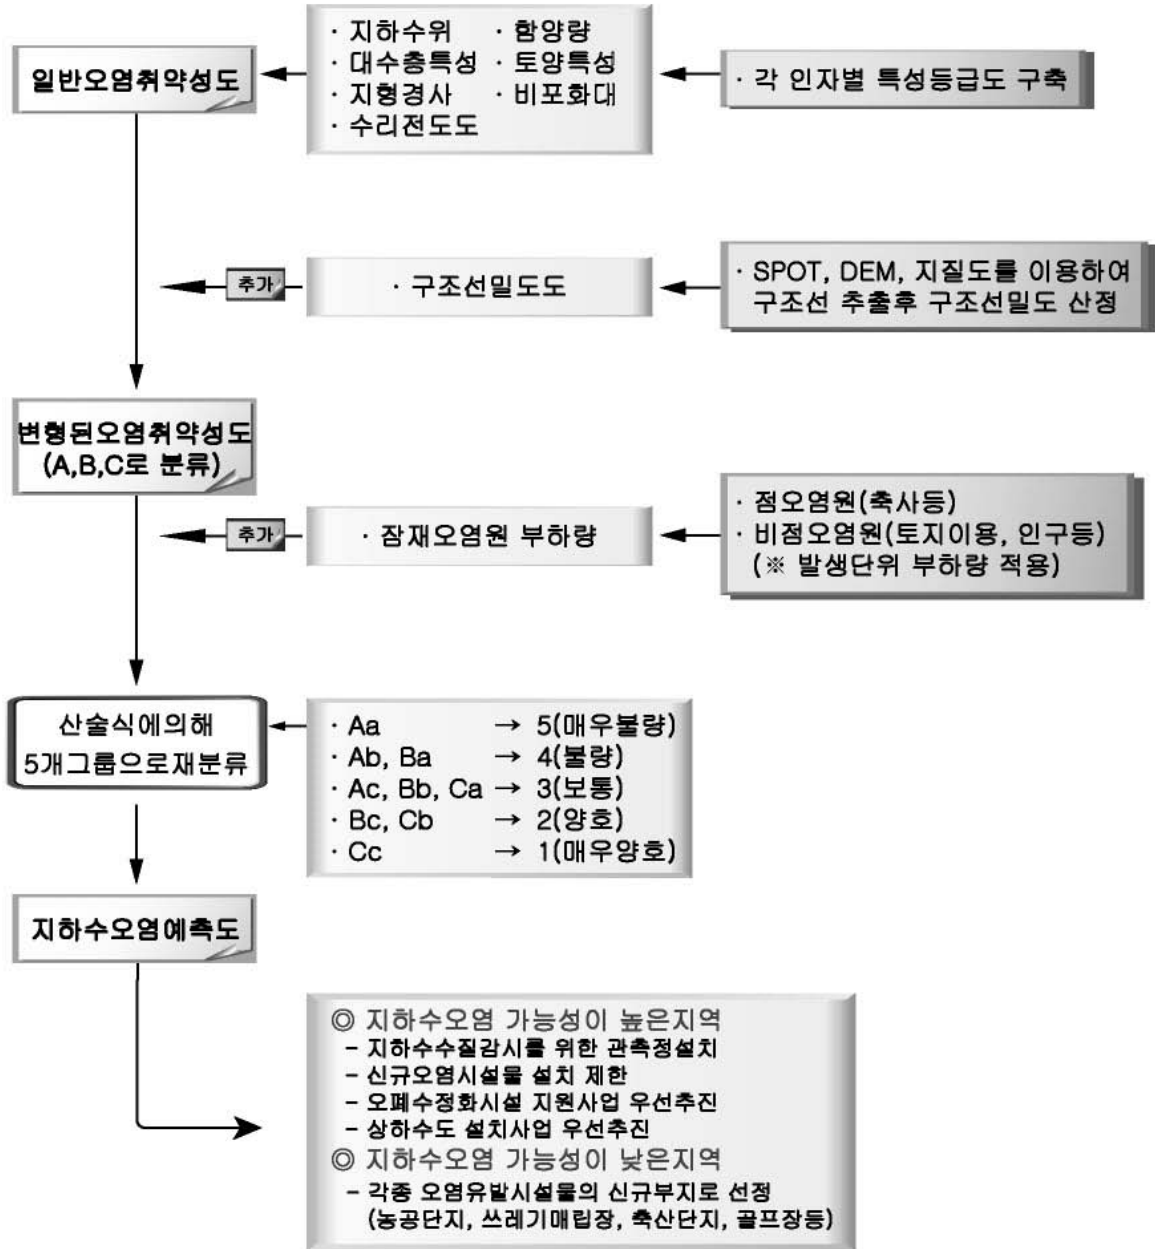 일반오염취약성도
· 지하수위 · 함양량
· 대수층특성 · 토양특성
· 지형경사 · 비포화대
· 수리전도도
· 각 인자별 특성등급도 구축
추가
· 구조선밀도도
· SPOT, DEM, 지질도를 이용하여
구조선 추출후 구조선밀도 산정
변형된오염취약성도
(A,B,C로 분류)
추가
· 잠재오염원 부하량
· 점오염원(축사등)
· 비점오염원(토지이용, 인구등)
(※ 발생단위 부하량 적용)
산술식에의해
5개그룹으로재분류
· Aa → 5(매우불량)
· Ab, Ba → 4(불량)
· Ac, Bb, Ca → 3(보통)
· Bc, Cb → 2(양호)
· Cc → 1(매우양호)
지하수오염예측도
◎ 지하수오염 가능성이 높은지역
– 지하수수질감시를 위한 관측정설치
– 신규오염시설물 설치 제한
– 오폐수정화시설 지원사업 우선추진
– 상하수도 설치사업 우선추진
◎ 지하수오염 가능성이 낮은지역
– 각종 오염유발시설물의 신규부지로 선정
(농공단지, 쓰레기매립장, 축산단지, 골프장등)